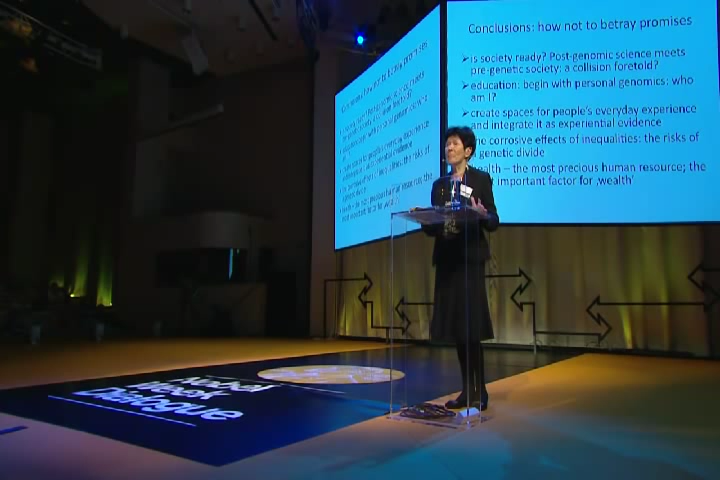 Conclusions: how not to betray promises
➢is society ready? Post-genomic science meets
pre-genetic society: a collision foretold?
➢education: begin with personal genomics: who
am I?
➢create spaces for people's everyday experience
and integrate it as experiential evidence
the corrosive effects of inequalities: the risks of
genetic divide
health – the most precious human resource; the
important factor for ‚wealth'
Nobel
Week
Dialogue